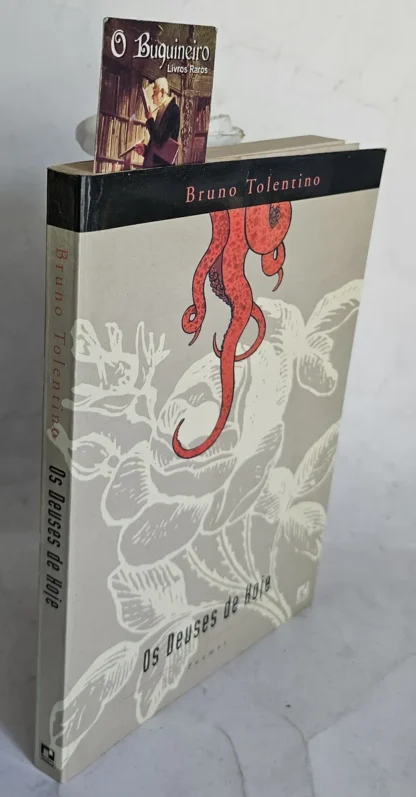 O Buquineiro
Livros Raros
Bruno Tolentino
Bruno Tolentino
Os Deuses de Hoje
Os Deuses de Hoje
Poemas